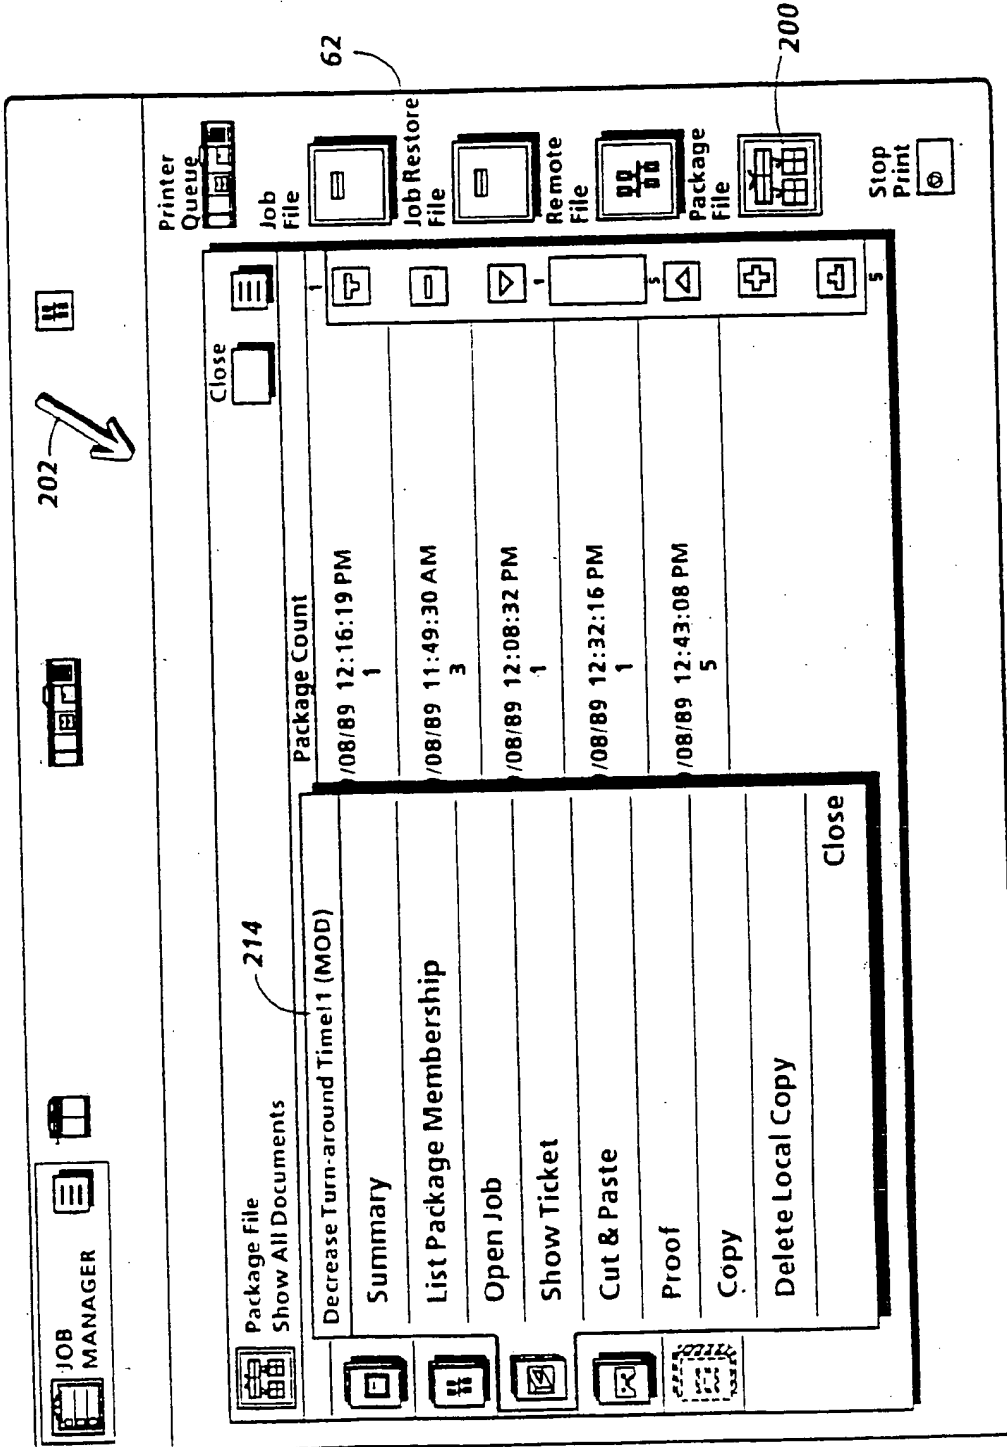 JOB
MANAGER
202
62
Printer
Queue
Package File
Show All Documents
214
Close
Package Count
Job
File
Decrease Turn-around Time!1 (MOD)
Summary
List Package Membership
Open Job
Show Ticket
Cut & Paste
Proof
Copy
Delete Local Copy
Close
/08/89 12:16:19 PM
1
/08/89 11:49:30 AM
3
/08/89 12:08:32 PM
1
/08/89 12:32:16 PM
1
/08/89 12:43:08 PM
5
1
1
5
5
Job Restore
File
Remote
File
Package
File
200
Stop
Print